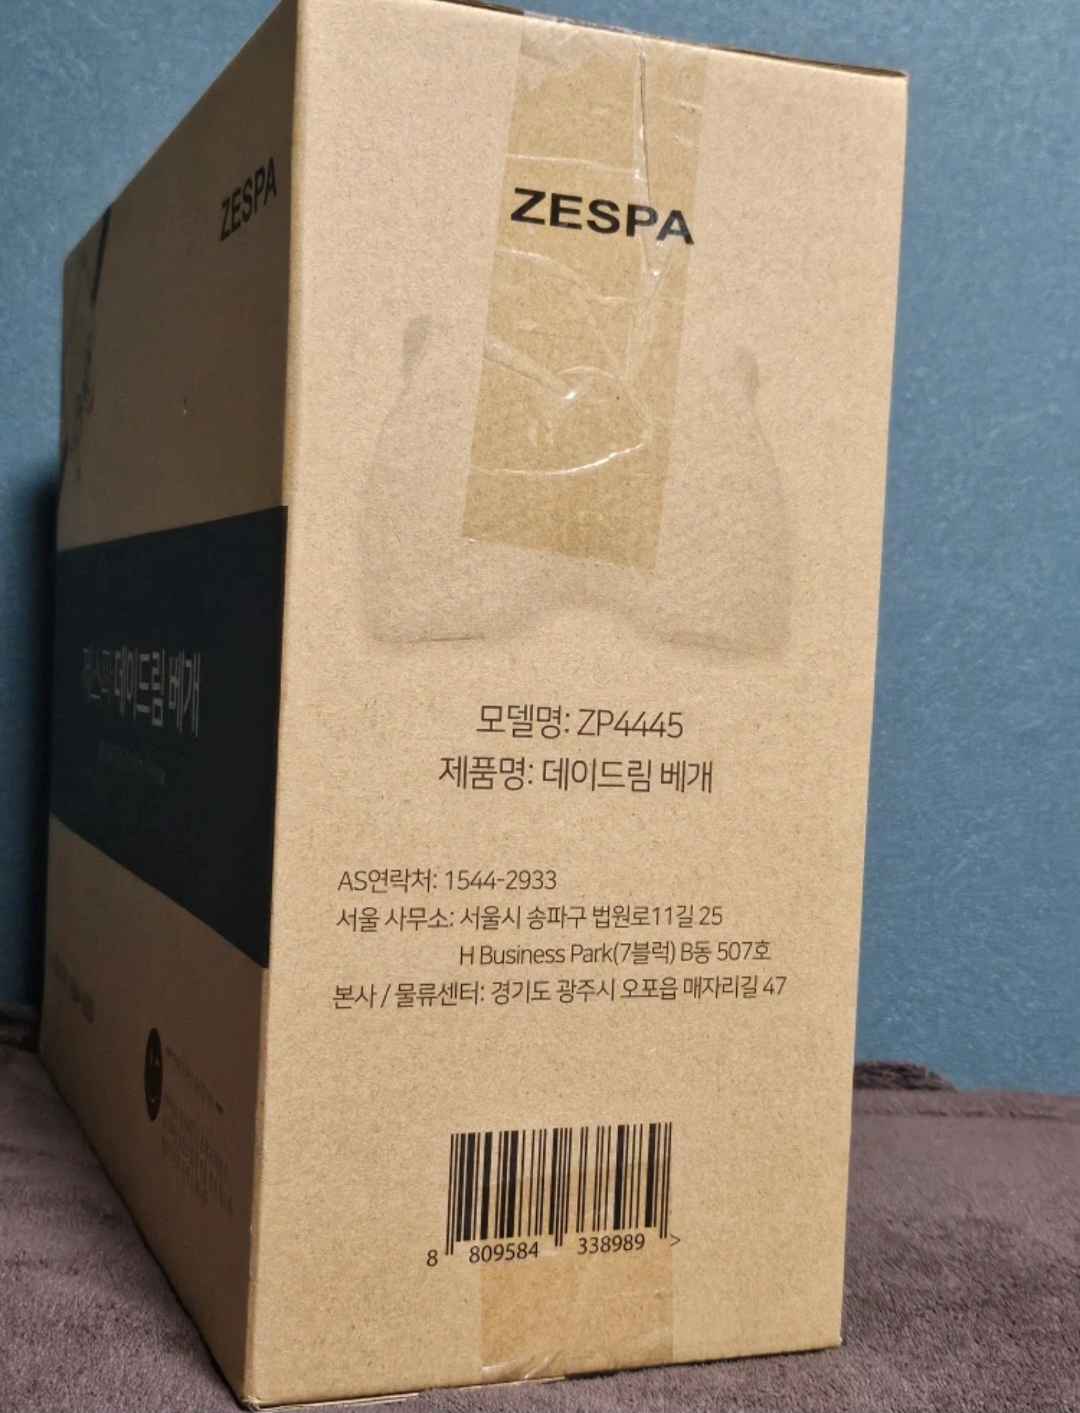 ZESPA
제스파 데이드림 베개
ZESPA
모델명: ZP4445
제품명: 데이드림 베개
AS연락처: 1544-2933
서울 사무소: 서울시 송파구 법원로11길 25
H Business Park(7블럭) B동 507호
본사 / 물류센터: 경기도 광주시 오포읍 매자리길 47
8 809584 338989 >